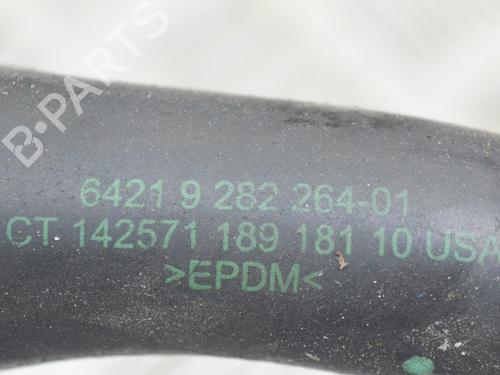 B-PARTS
6421 9 282 264-01
CT 142571 189 181 10 USA
>EPDM<